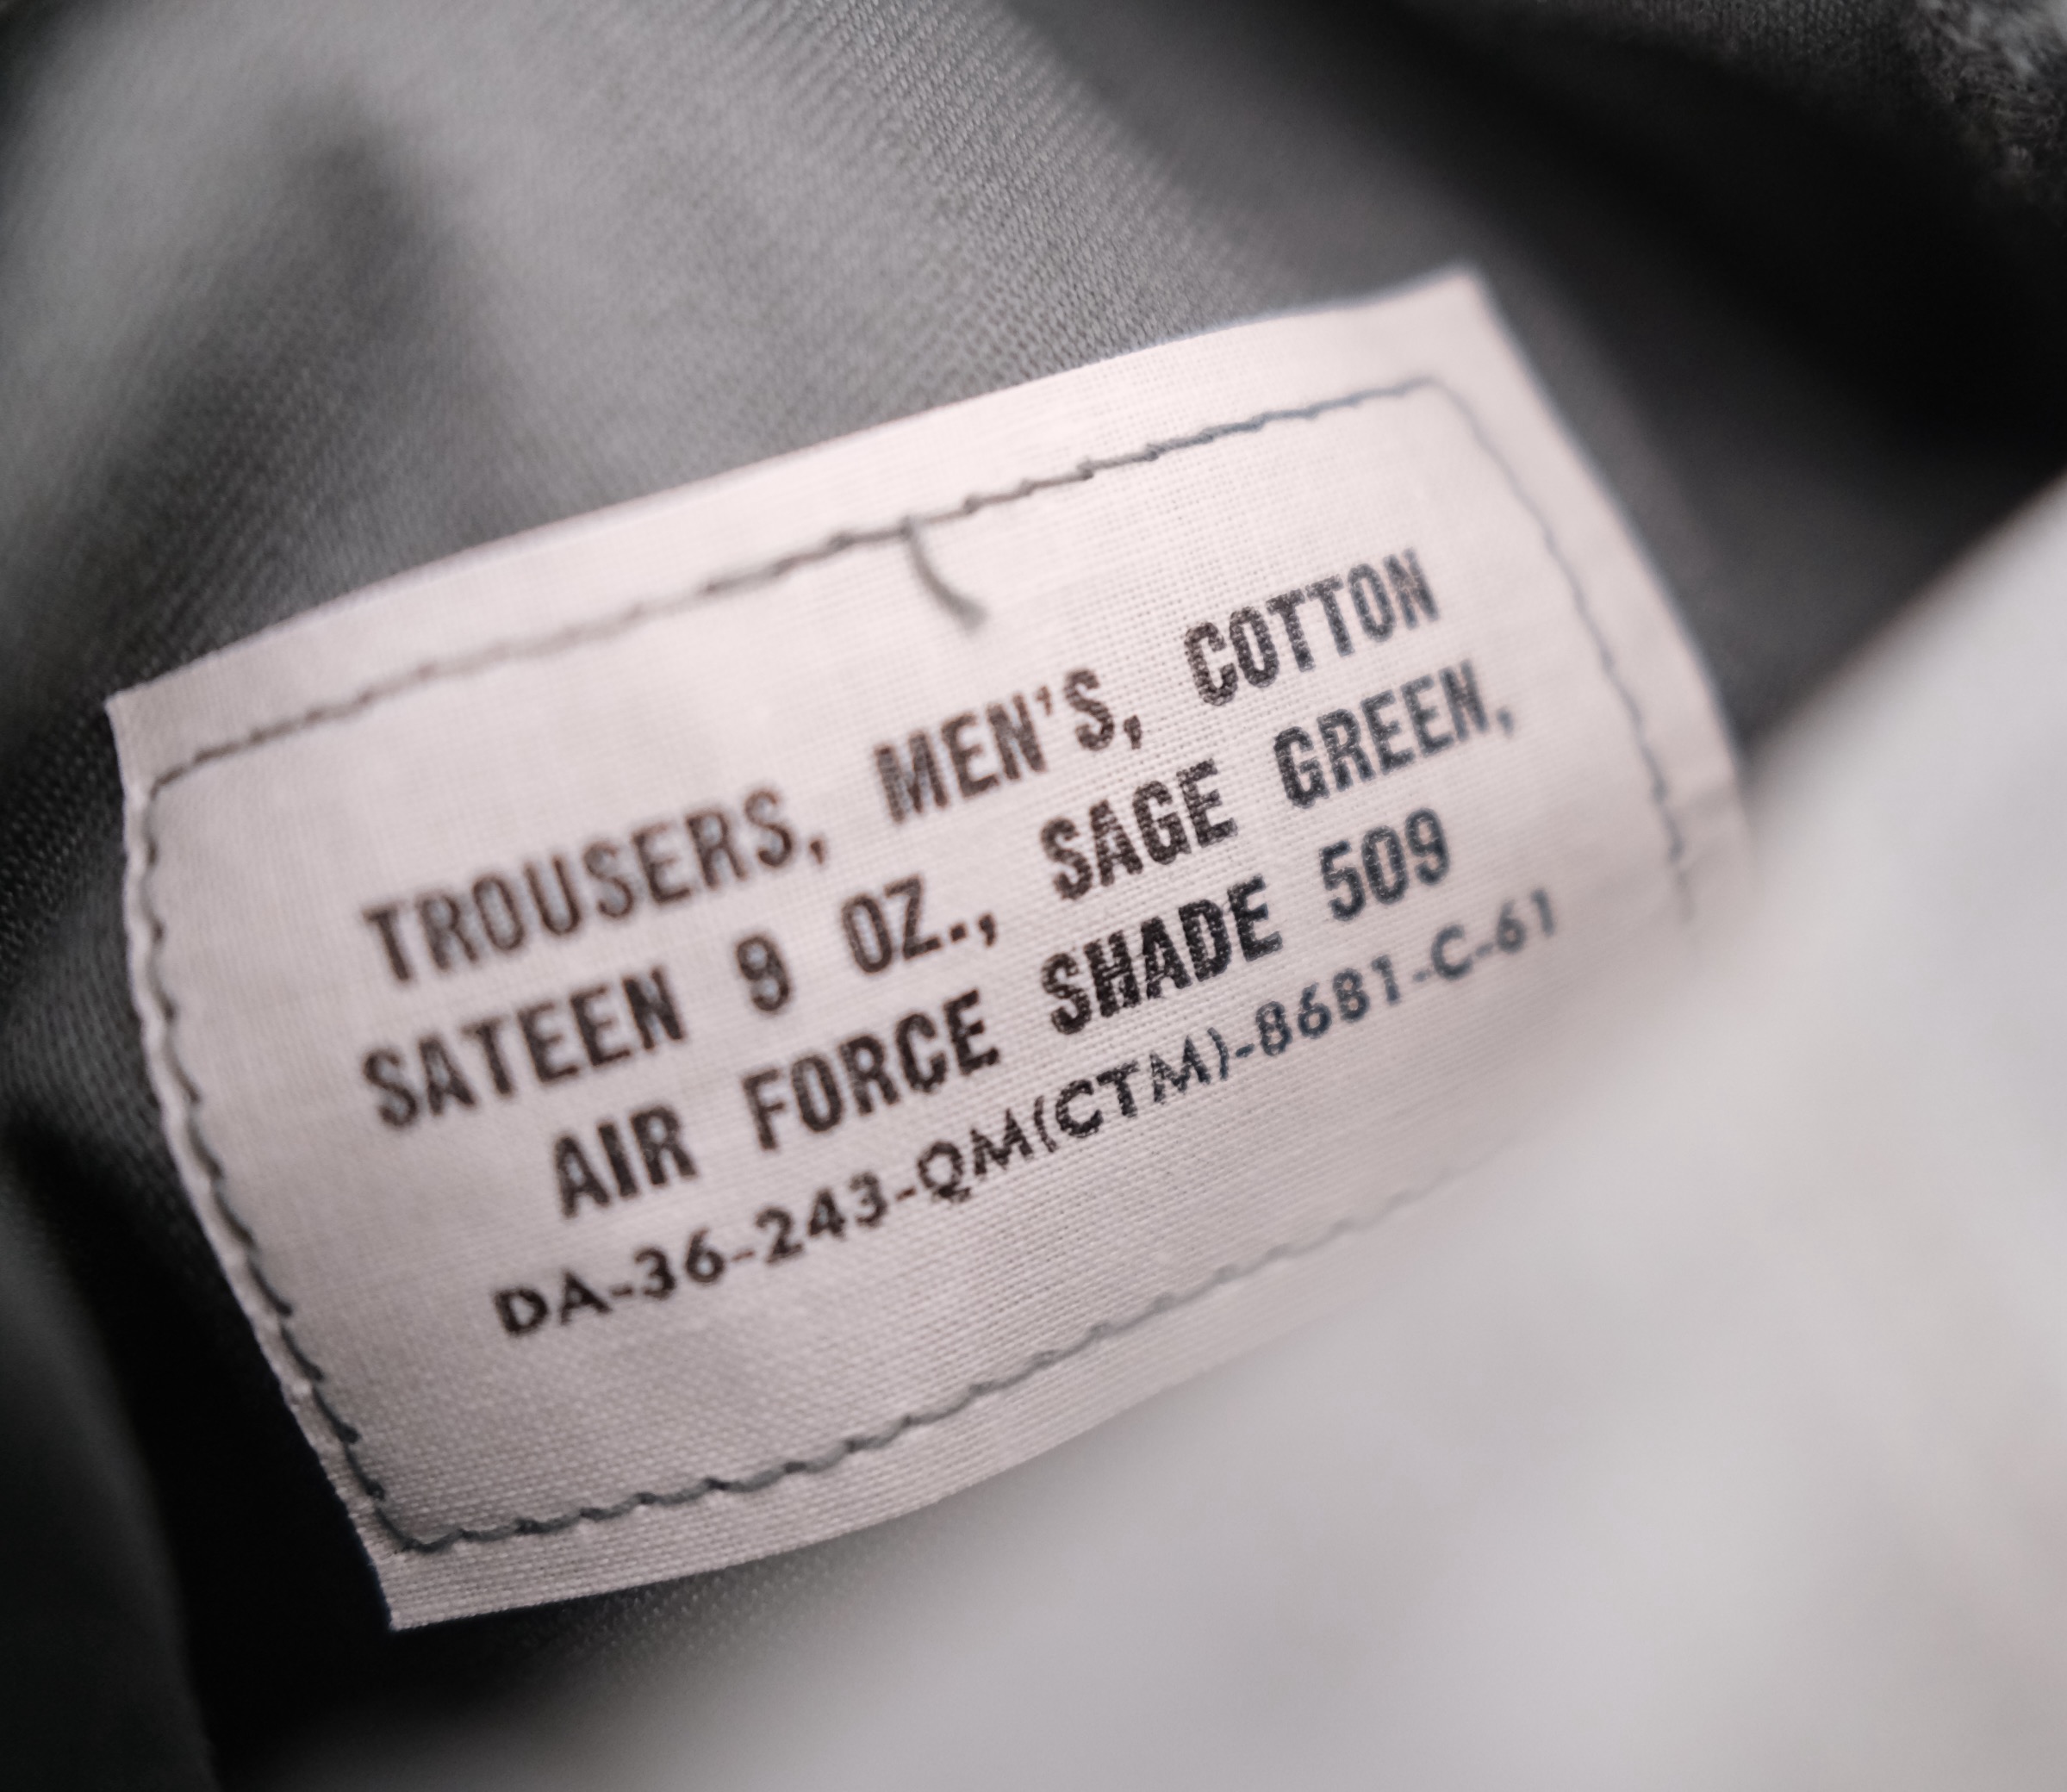 TROUSERS, MEN'S, COTTON
SATEEN 9 OZ., SAGE GREEN,
AIR FORCE SHADE 509
DA-36-243-QM(CTM)-8681-C-61